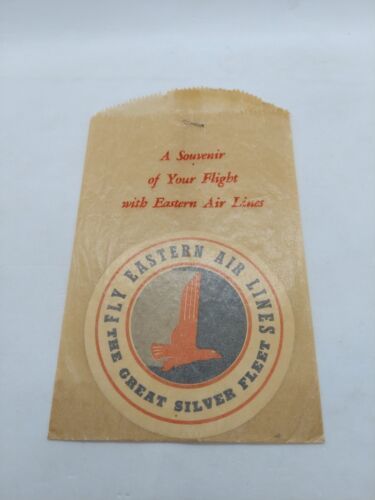 A Souvenir
of Your Flight
with Eastern Air Lines
FLY EASTERN AIR LINES
THE GREAT SILVER FLEET